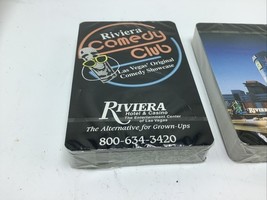 Riviera
Comedy
Club
Las Vegas' Original
Comedy Showcase
RIVIERA
Hotel & Casino
The Entertainment Center
of Las Vegas
The Alternative for Grown-Ups
800-634-3420